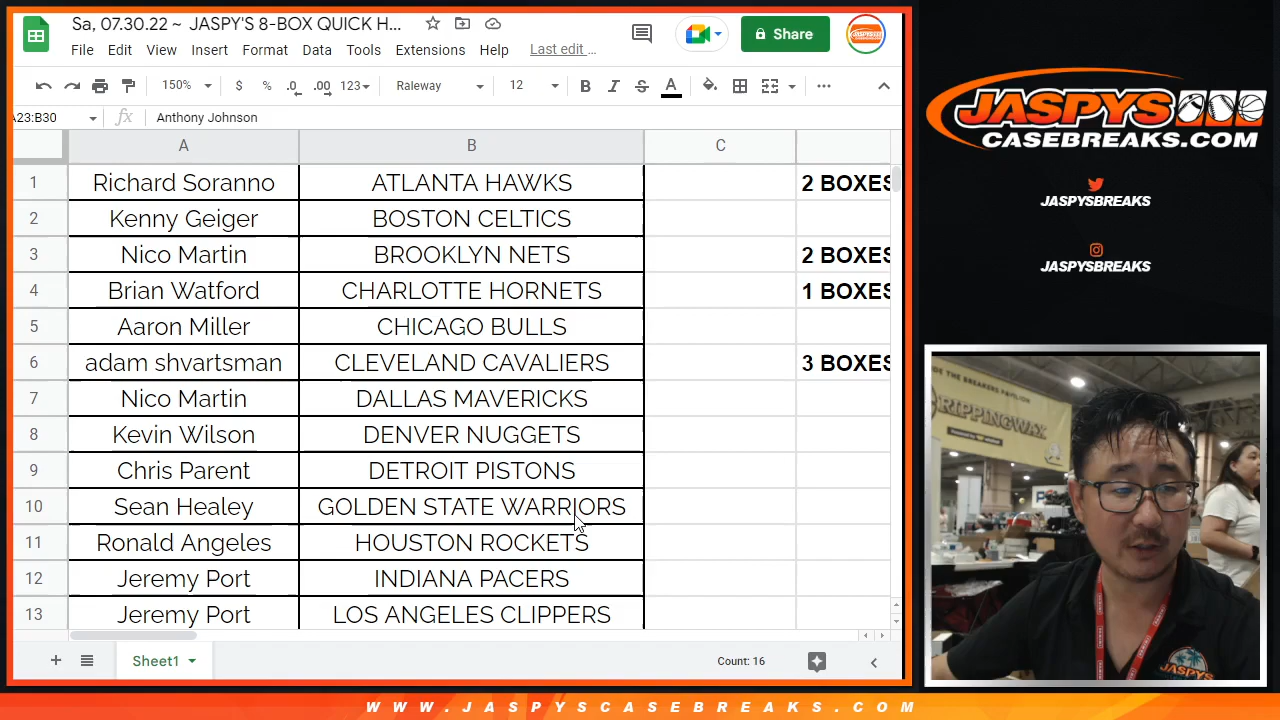 Sa, 07.30.22 ~ JASPY'S 8-BOX QUICK H...
File Edit View Insert Format Data Tools Extensions Help Last edit ...
Share
150% $ % .0 .00 123 Raleway 12 B I S A
A23:B30 fx Anthony Johnson
A B C
1 Richard Soranno ATLANTA HAWKS 2 BOXES
2 Kenny Geiger BOSTON CELTICS
3 Nico Martin BROOKLYN NETS 2 BOXES
4 Brian Watford CHARLOTTE HORNETS 1 BOXES
5 Aaron Miller CHICAGO BULLS
6 adam shvartsman CLEVELAND CAVALIERS 3 BOXES
7 Nico Martin DALLAS MAVERICKS
8 Kevin Wilson DENVER NUGGETS
9 Chris Parent DETROIT PISTONS
10 Sean Healey GOLDEN STATE WARRIORS
11 Ronald Angeles HOUSTON ROCKETS
12 Jeremy Port INDIANA PACERS
13 Jeremy Port LOS ANGELES CLIPPERS
Sheet1
Count: 16
JASPYS
CASEBREAKS.COM
JASPYSBREAKS
JASPYSBREAKS
THE BREAKERS PAVILION
RIPPINGWAX
JASPYS
WWW.JASPYSCASEBREAKS.COM